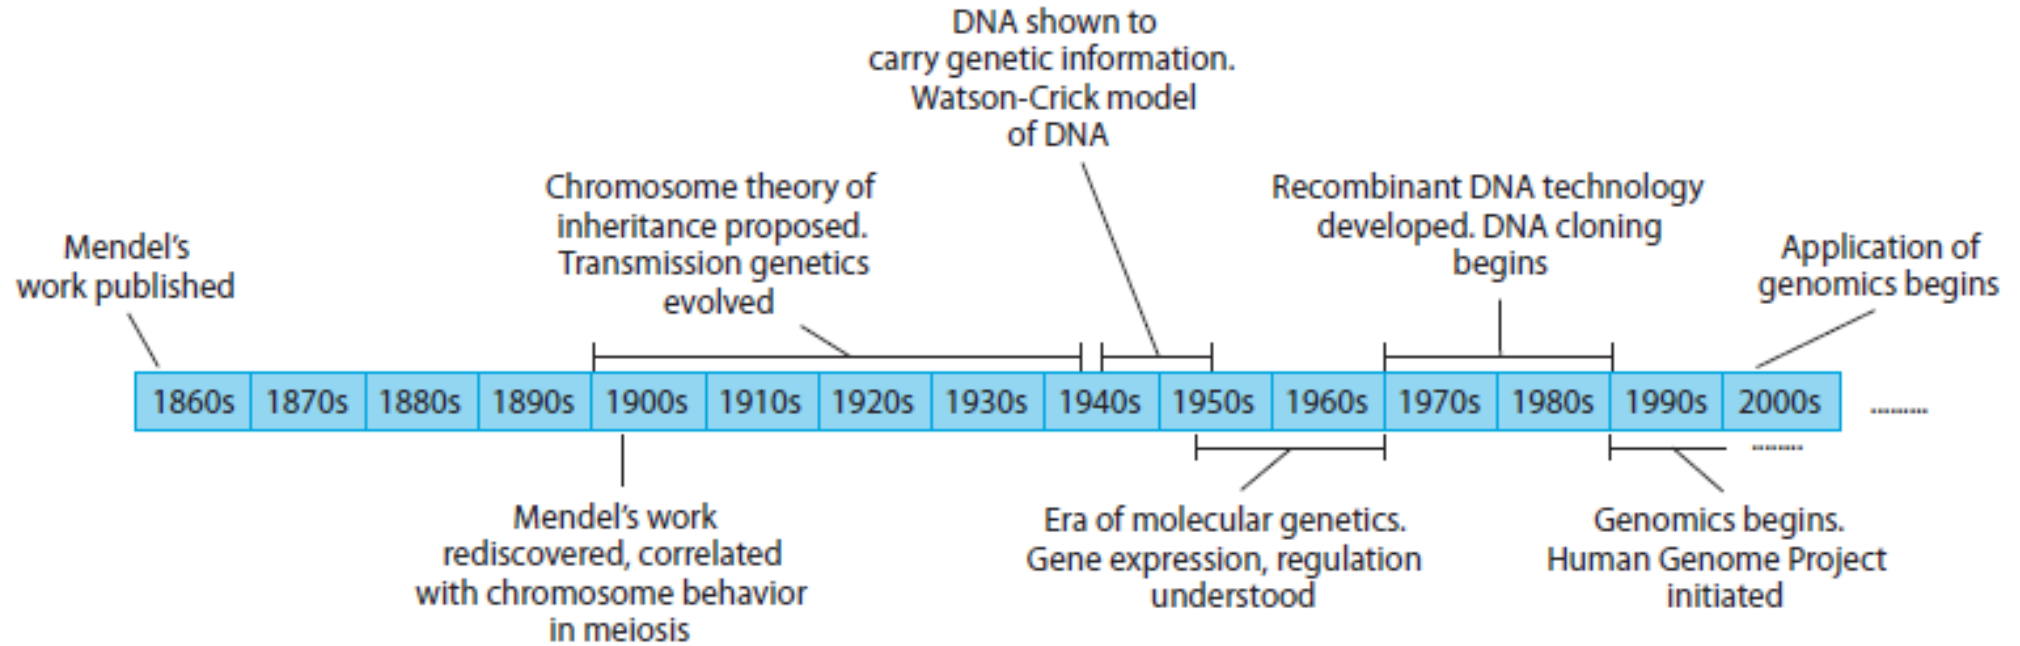 DNA shown to
carry genetic information.
Watson-Crick model
of DNA
Chromosome theory of
inheritance proposed.
Transmission genetics
evolved
Recombinant DNA technology
developed. DNA cloning
begins
Mendel’s
work published
Application of
genomics begins
1860s 1870s 1880s 1890s 1900s 1910s 1920s 1930s 1940s 1950s 1960s 1970s 1980s 1990s 2000s ..........
..........
Mendel’s work
rediscovered, correlated
with chromosome behavior
in meiosis
Era of molecular genetics.
Gene expression, regulation
understood
Genomics begins.
Human Genome Project
initiated